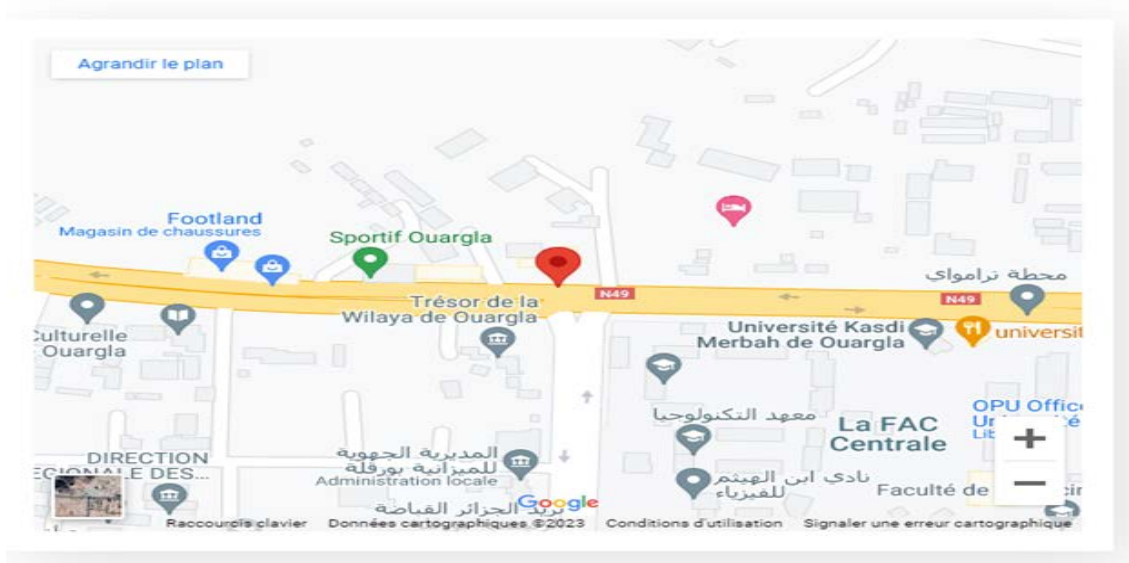 Agrandir le plan
Footland
Magasin de chaussures
Sportif Ouargla
محطة ترامواي
N49
N49
Trésor de la
Wilaya de Ouargla
Culturelle
Ouargla
Université Kasdi
Merbah de Ouargla
universit
معهد التكنولوجيا
La FAC
Centrale
OPU Offic
DIRECTION
EGIONALE DES...
المديرية الجهوية
للميزانية بورقلة
Administration locale
نادي ابن الهيثم
للفيزياء
Faculté de
بريد الجزائر القباضة
Google
+
−
Raccourcis clavier
Données cartographiques ©2023
Conditions d'utilisation
Signaler une erreur cartographique